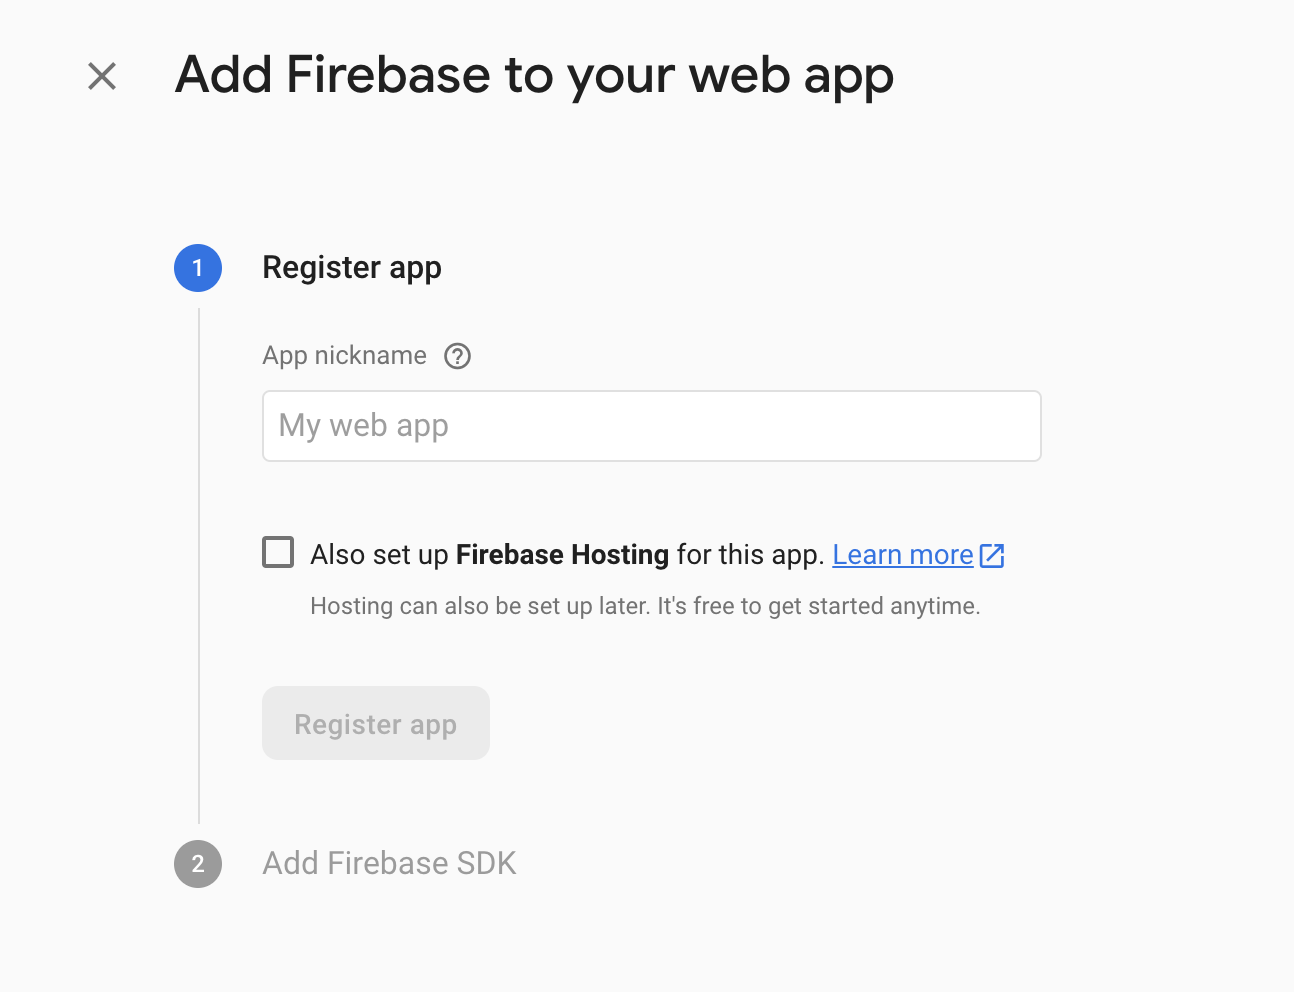 Add Firebase to your web app
1 Register app
App nickname
My web app
Also set up Firebase Hosting for this app. Learn more
Hosting can also be set up later. It's free to get started anytime.
Register app
2 Add Firebase SDK